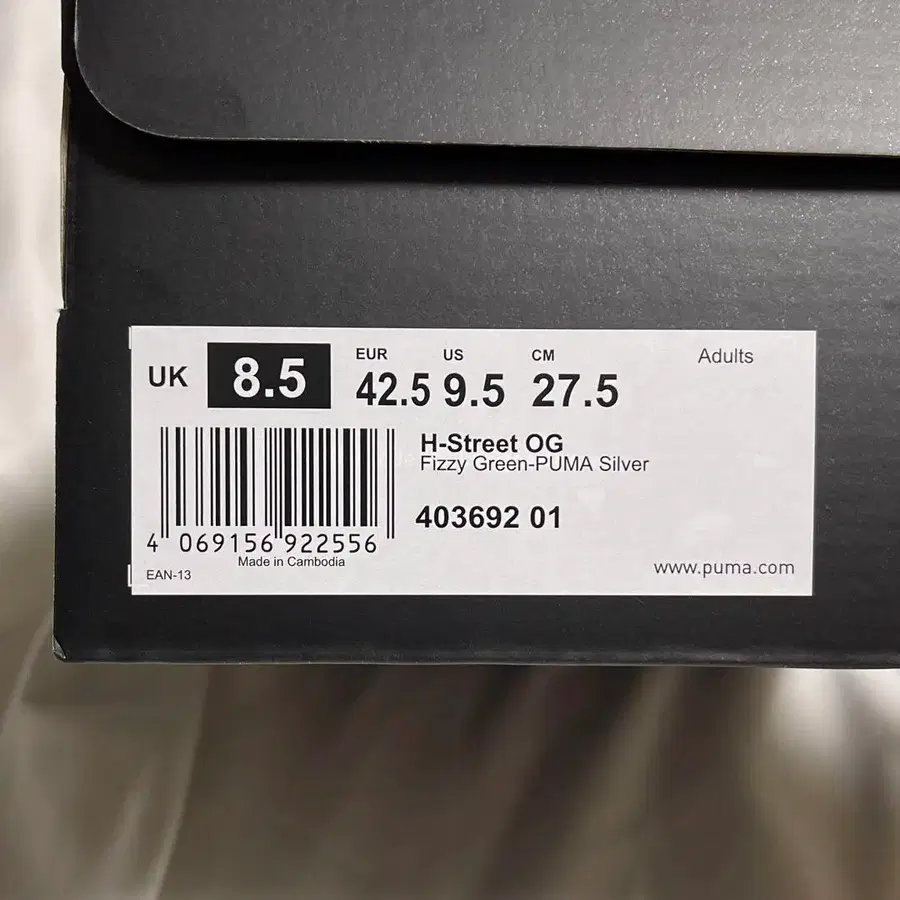 UK 8.5
EUR US CM
42.5 9.5 27.5
Adults
H-Street OG
Fizzy Green-PUMA Silver
403692 01
4 069156 922556
Made in Cambodia
EAN-13
www.puma.com